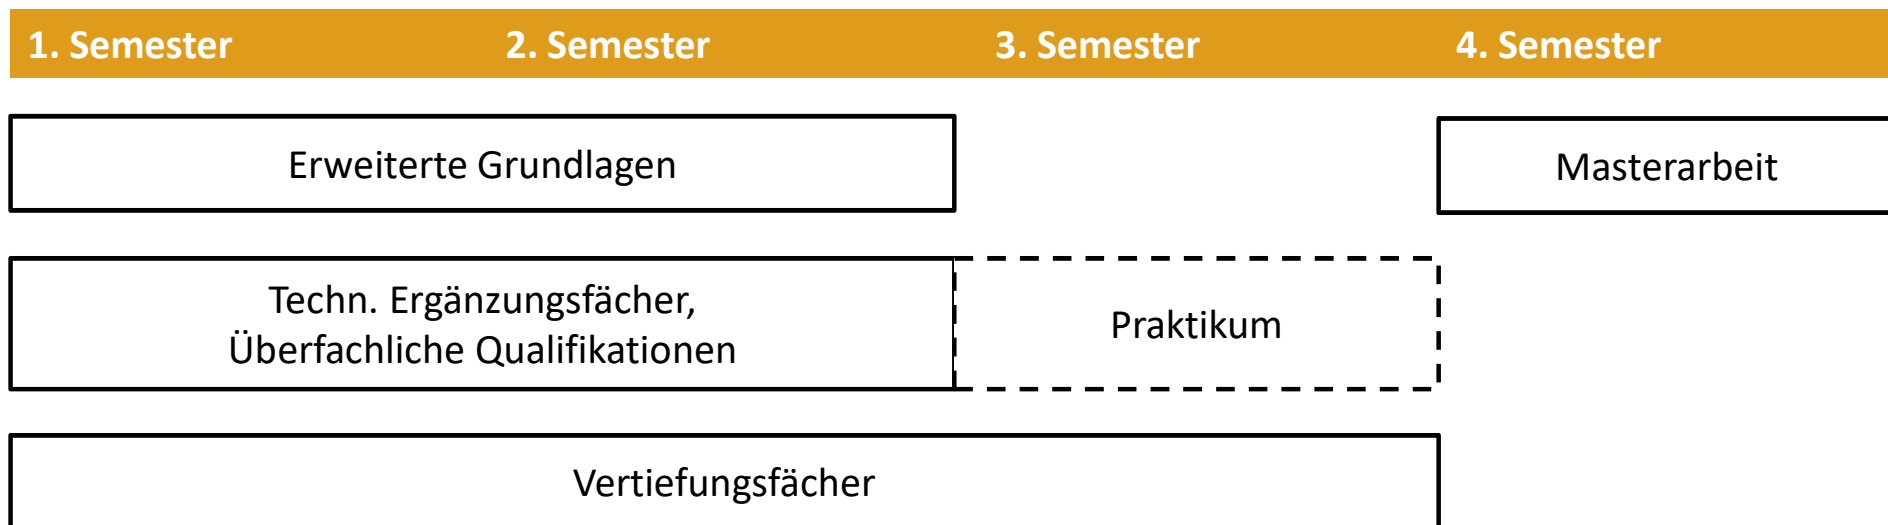 1. Semester
2. Semester
3. Semester
4. Semester
Erweiterte Grundlagen
Masterarbeit
Techn. Ergänzungsfächer,
Überfachliche Qualifikationen
Praktikum
Vertiefungsfächer